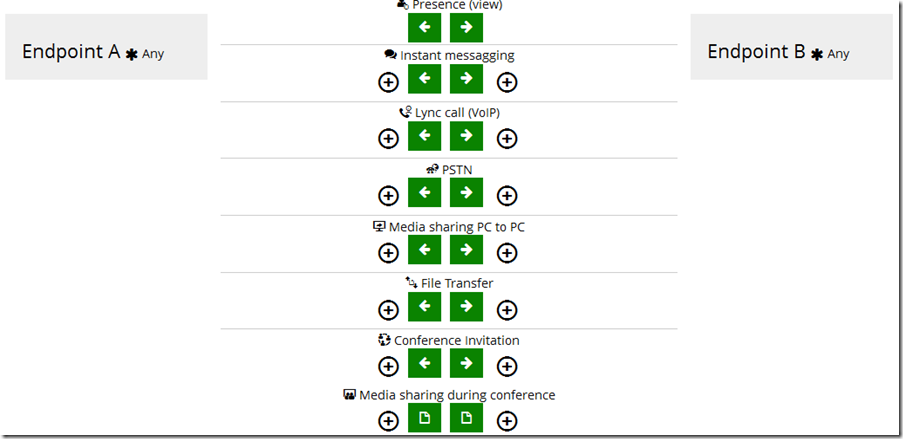 Presence (view)
Endpoint A ✱ Any
Endpoint B ✱ Any
Instant messagging
Lync call (VoIP)
PSTN
Media sharing PC to PC
File Transfer
Conference Invitation
Media sharing during conference